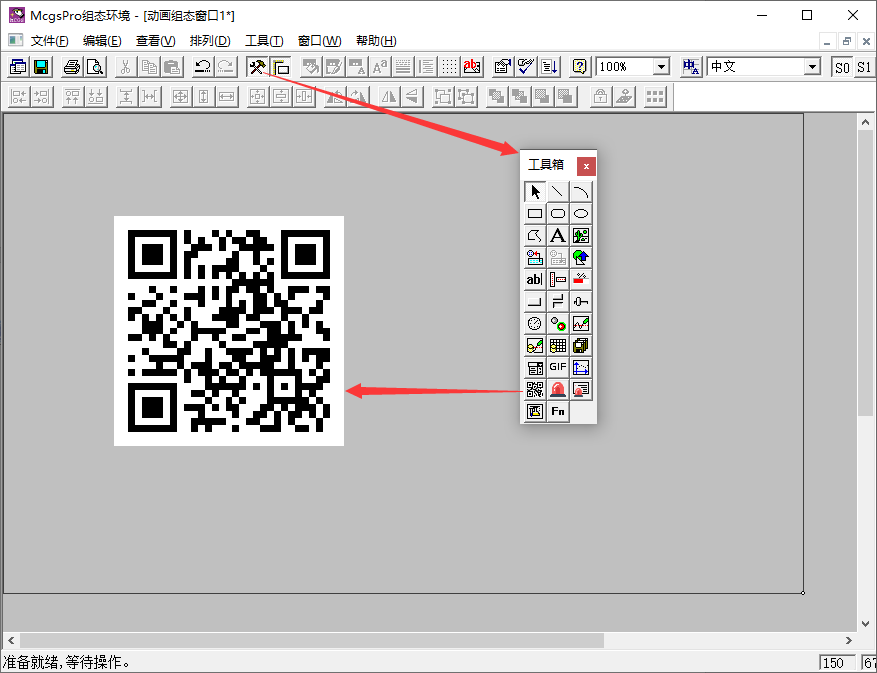 McgsPro组态环境 - [动画组态窗口1*]
文件(F) 编辑(E) 查看(V) 排列(D) 工具(T) 窗口(W) 帮助(H)
100% 中文 S0 S1
工具箱
A
ab|
GIF
Fn
准备就绪,等待操作。 150 67